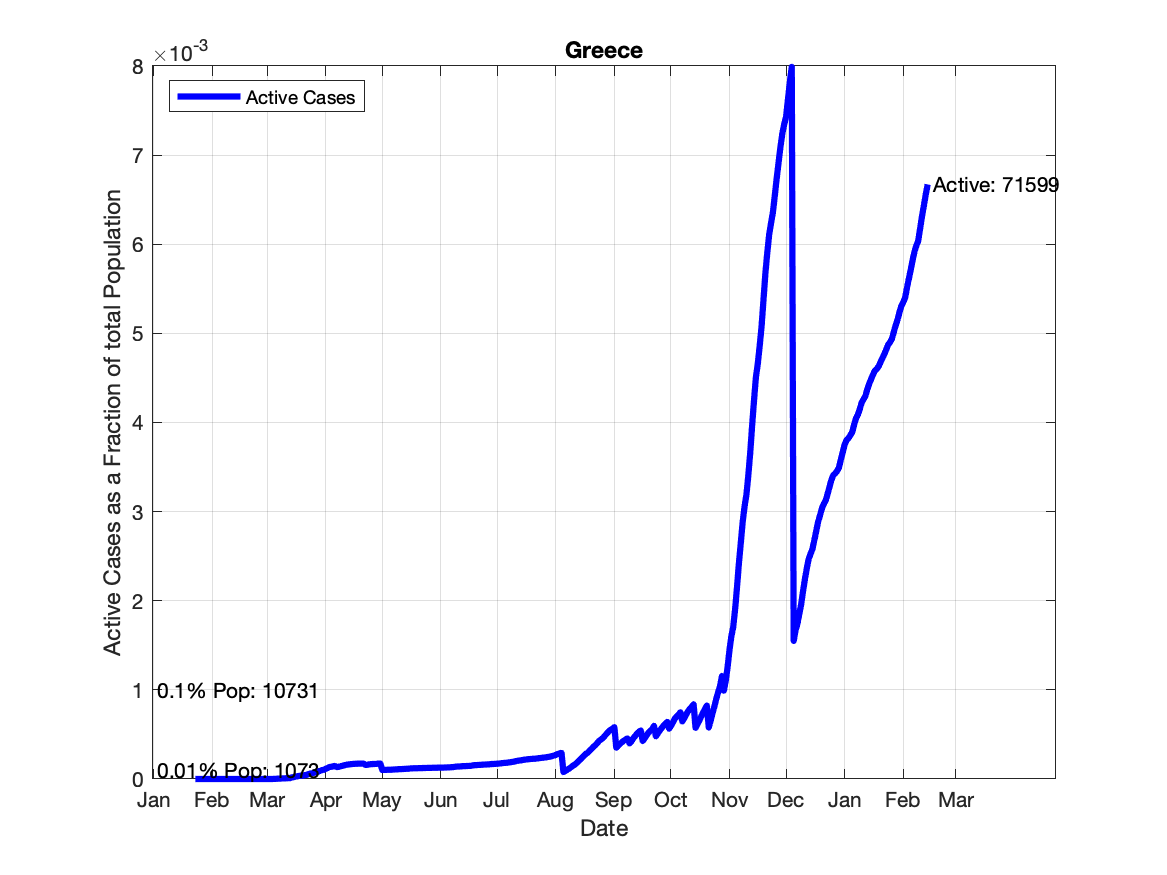 Greece
×10-3
8
7
6
5
4
3
2
1
0
Active Cases as a Fraction of total Population
Active Cases
Active: 71599
0.1% Pop: 10731
0.01% Pop: 1073
Jan Feb Mar Apr May Jun Jul Aug Sep Oct Nov Dec Jan Feb Mar
Date